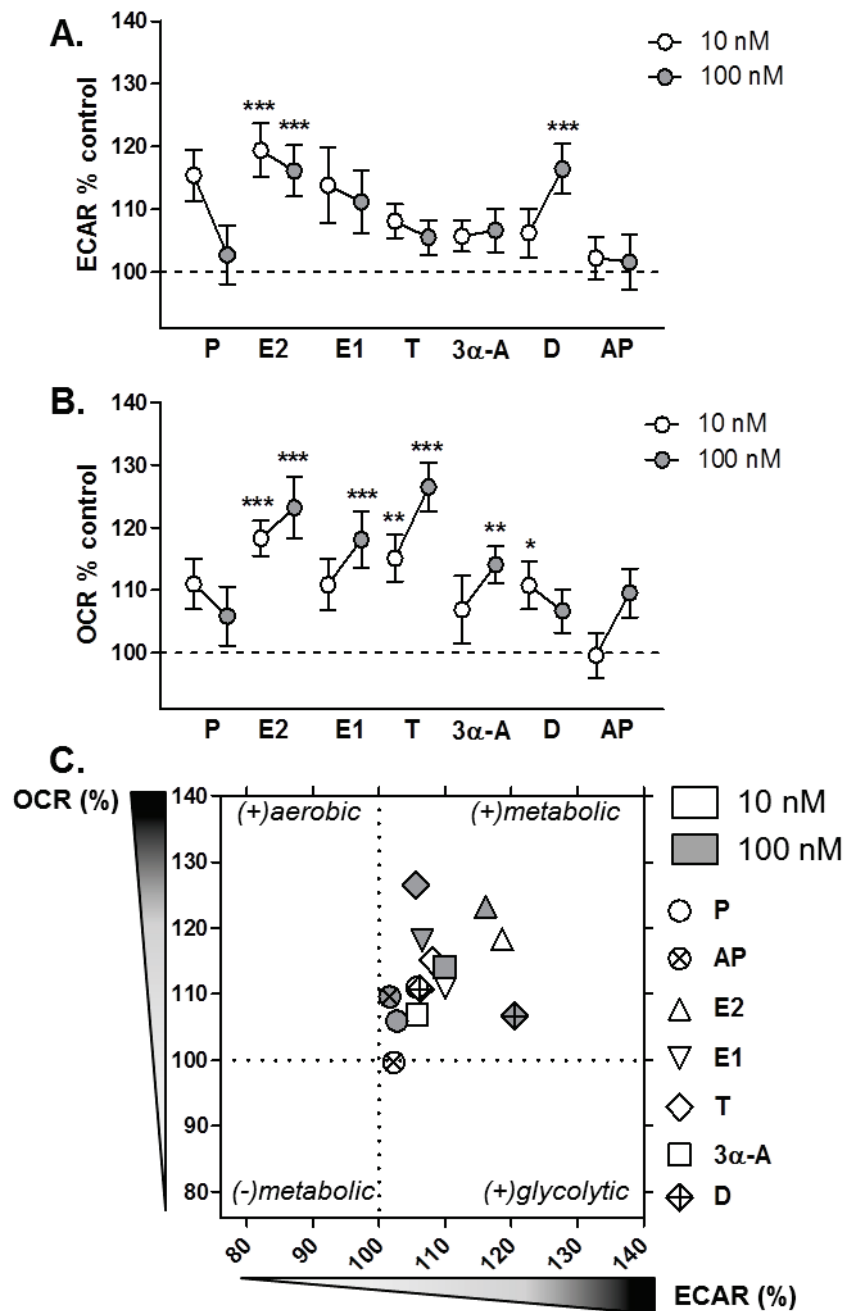 A.
ECAR % control
140
130
120
110
100
10 nM
100 nM
*** *** ***
P E2 E1 T 3α-A D AP
B.
OCR % control
140
130
120
110
100
10 nM
100 nM
*** *** *** ** *** ** *
P E2 E1 T 3α-A D AP
C.
OCR (%)
140
130
120
110
100
90
80
(+)aerobic (+)metabolic
(-)metabolic (+)glycolytic
80 90 100 110 120 130 140
ECAR (%)
10 nM
100 nM
P
AP
E2
E1
T
3α-A
D